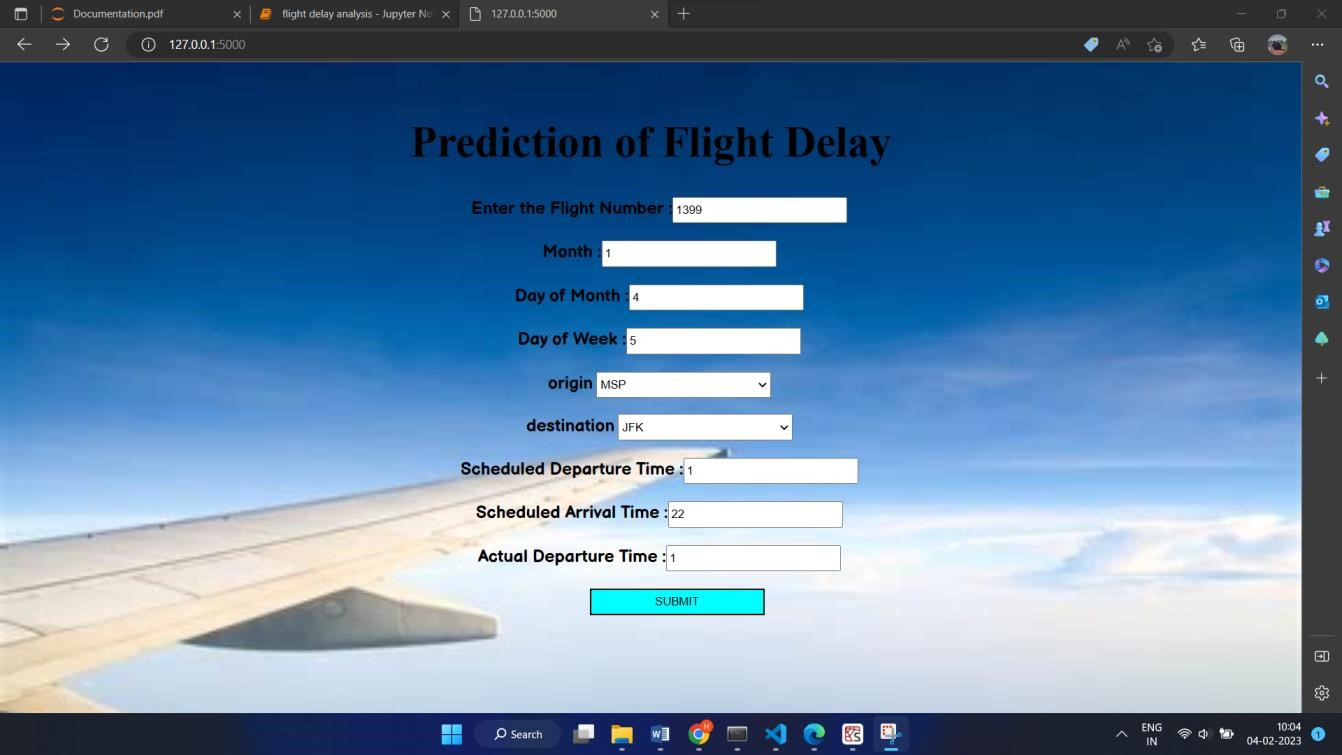 Documentation.pdf
flight delay analysis - Jupyter No
127.0.0.1:5000
127.0.0.1:5000
Prediction of Flight Delay
Enter the Flight Number : 1399
Month : 1
Day of Month : 4
Day of Week : 5
origin MSP
destination JFK
Scheduled Departure Time : 1
Scheduled Arrival Time : 22
Actual Departure Time : 1
SUBMIT
Search
ENG
IN
10:04
04-02-2023
1